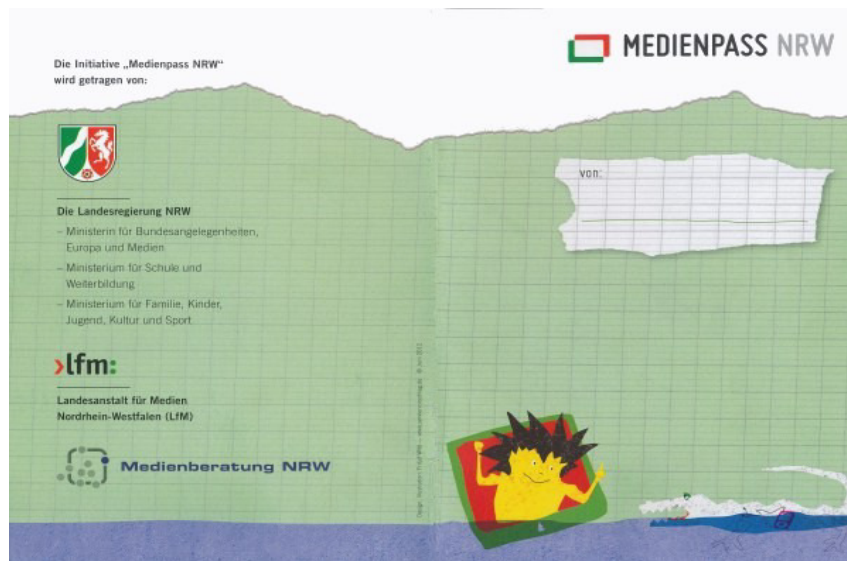 Die Initiative „Medienpass NRW“
wird getragen von:
Die Landesregierung NRW
– Ministerin für Bundesangelegenheiten,
Europa und Medien
– Ministerium für Schule und
Weiterbildung
– Ministerium für Familie, Kinder,
Jugend, Kultur und Sport
›lfm:
Landesanstalt für Medien
Nordrhein-Westfalen (LfM)
Medienberatung NRW
MEDIENPASS NRW
von: